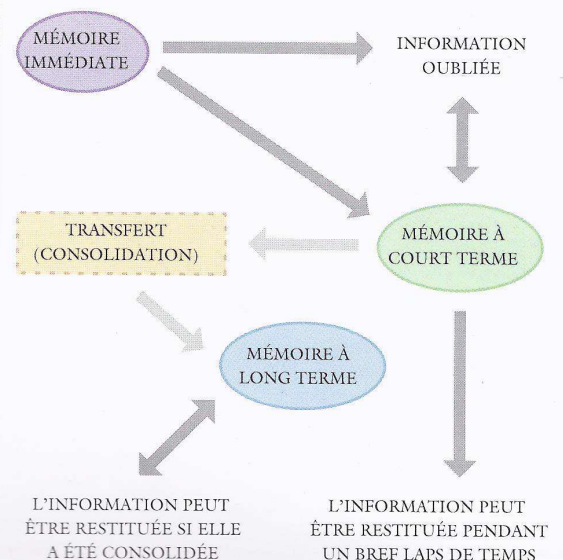 MÉMOIRE
IMMÉDIATE
INFORMATION
OUBLIÉE
TRANSFERT
(CONSOLIDATION)
MÉMOIRE À
COURT TERME
MÉMOIRE À
LONG TERME
L'INFORMATION PEUT
ÊTRE RESTITUÉE SI ELLE
A ÉTÉ CONSOLIDÉE
L'INFORMATION PEUT
ÊTRE RESTITUÉE PENDANT
UN BREF LAPS DE TEMPS